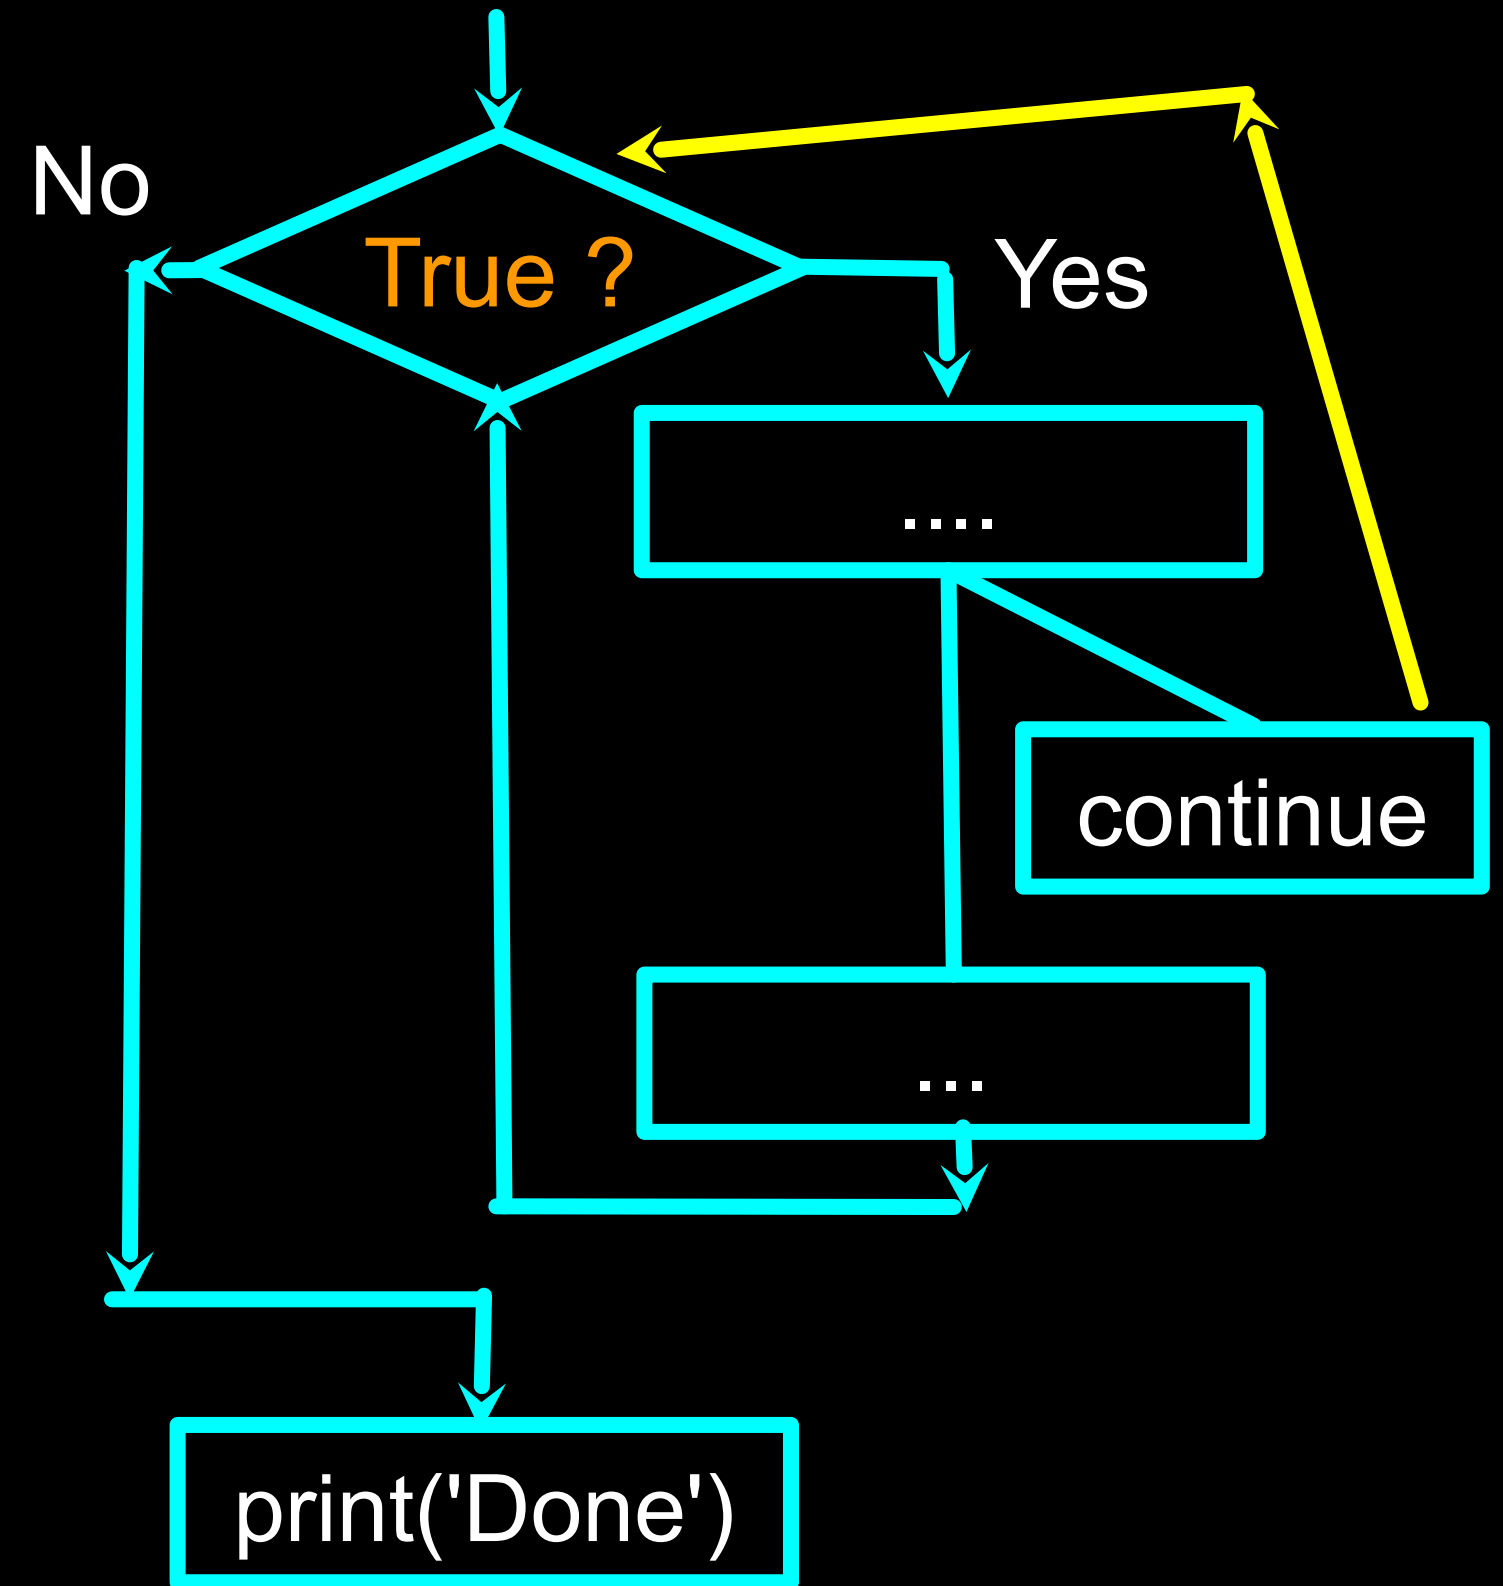 No
True ?
Yes
....
continue
...
print('Done')